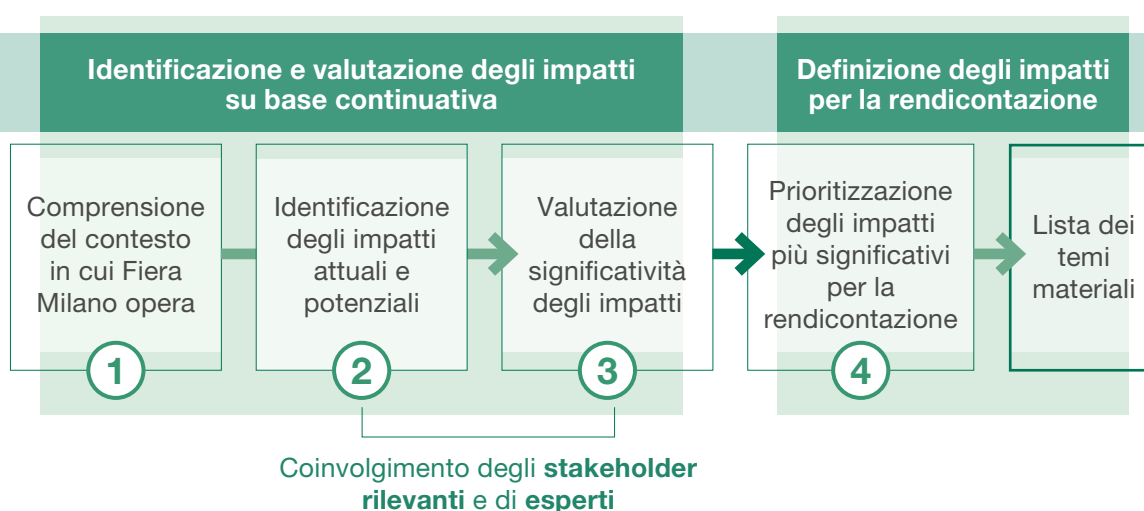 Identificazione e valutazione degli impatti
su base continuativa
Definizione degli impatti
per la rendicontazione
Comprensione
del contesto
in cui Fiera
Milano opera
1
Identificazione
degli impatti
attuali e
potenziali
2
Valutazione
della
significatività
degli impatti
3
Prioritizzazione
degli impatti
più significativi
per la
rendicontazione
4
Lista dei
temi
materiali
Coinvolgimento degli stakeholder
rilevanti e di esperti